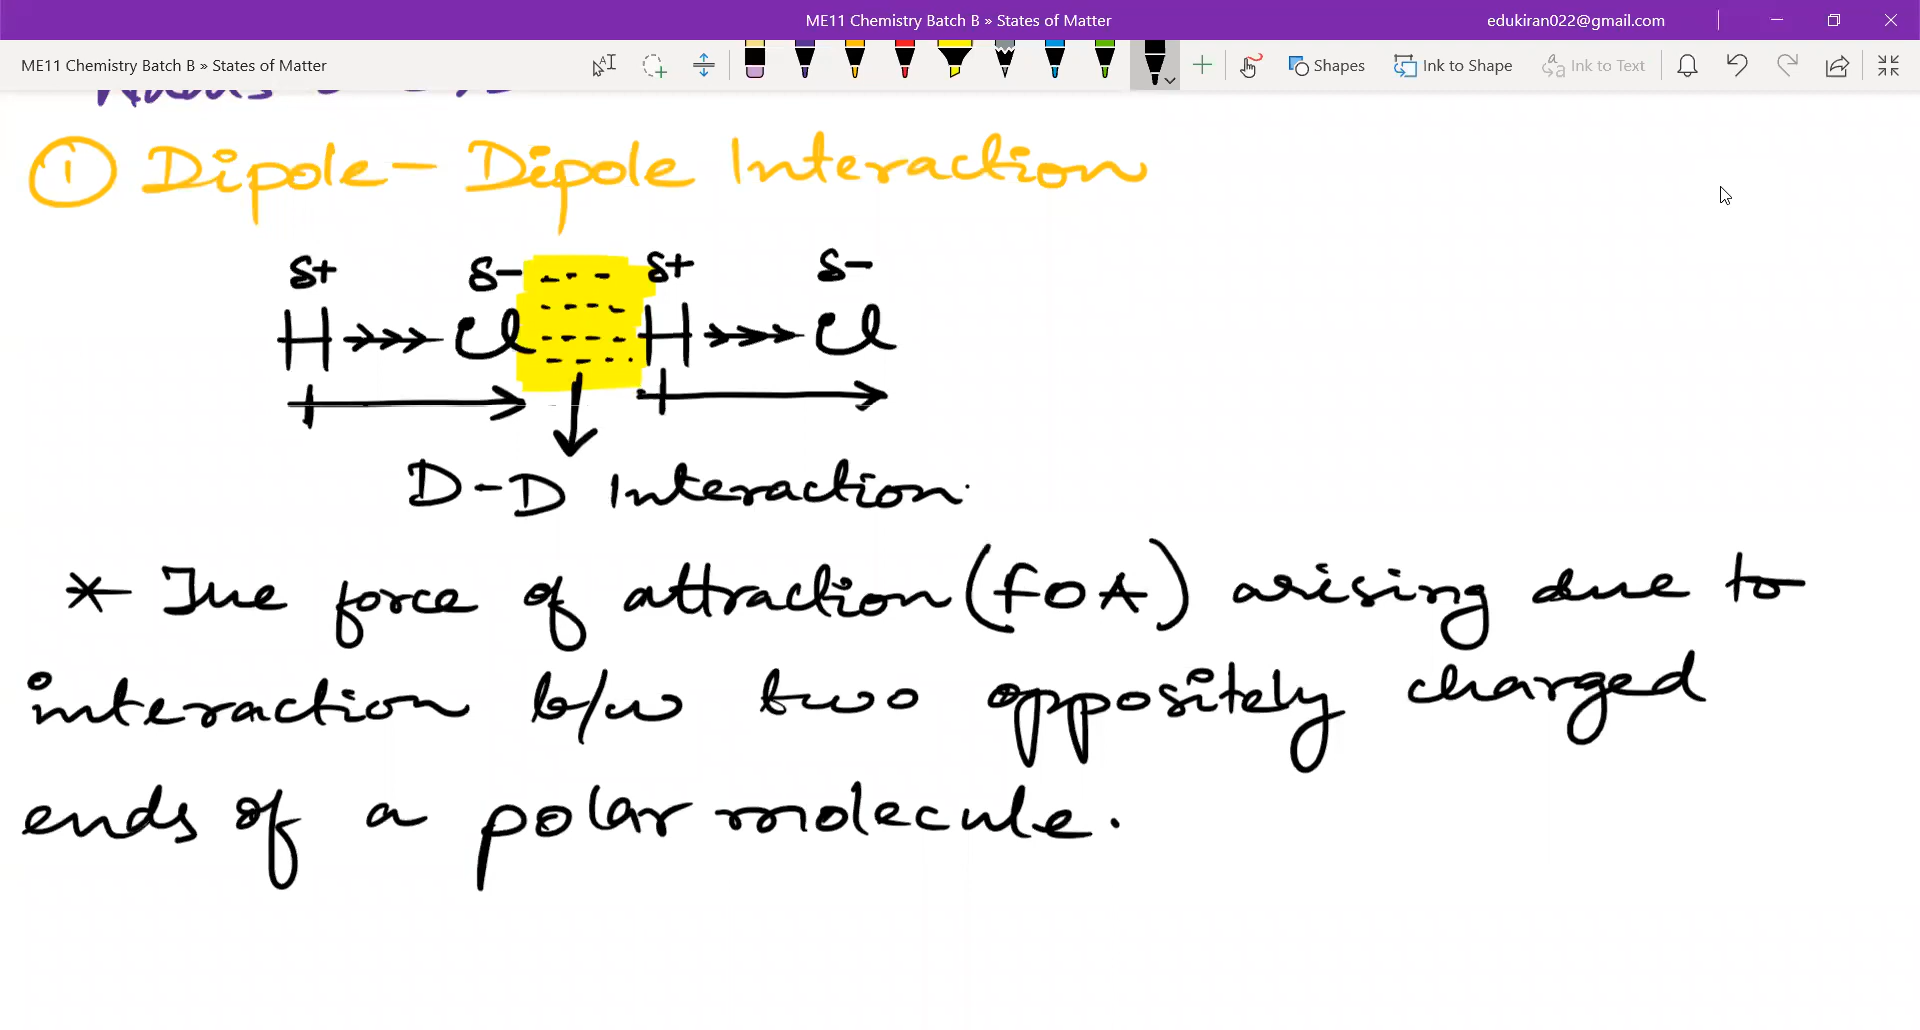 ME11 Chemistry Batch B » States of Matter
edukiran022@gmail.com
ME11 Chemistry Batch B » States of Matter
Shapes
Ink to Shape
Ink to Text
① Dipole - Dipole Interaction
δ+ δ- --- δ+ δ-
H →→→ Cl ---- H →→→ Cl
D-D Interaction.
* The force of attraction (FOA) arising due to
interaction b/w two oppositely charged
ends of a polar molecule.